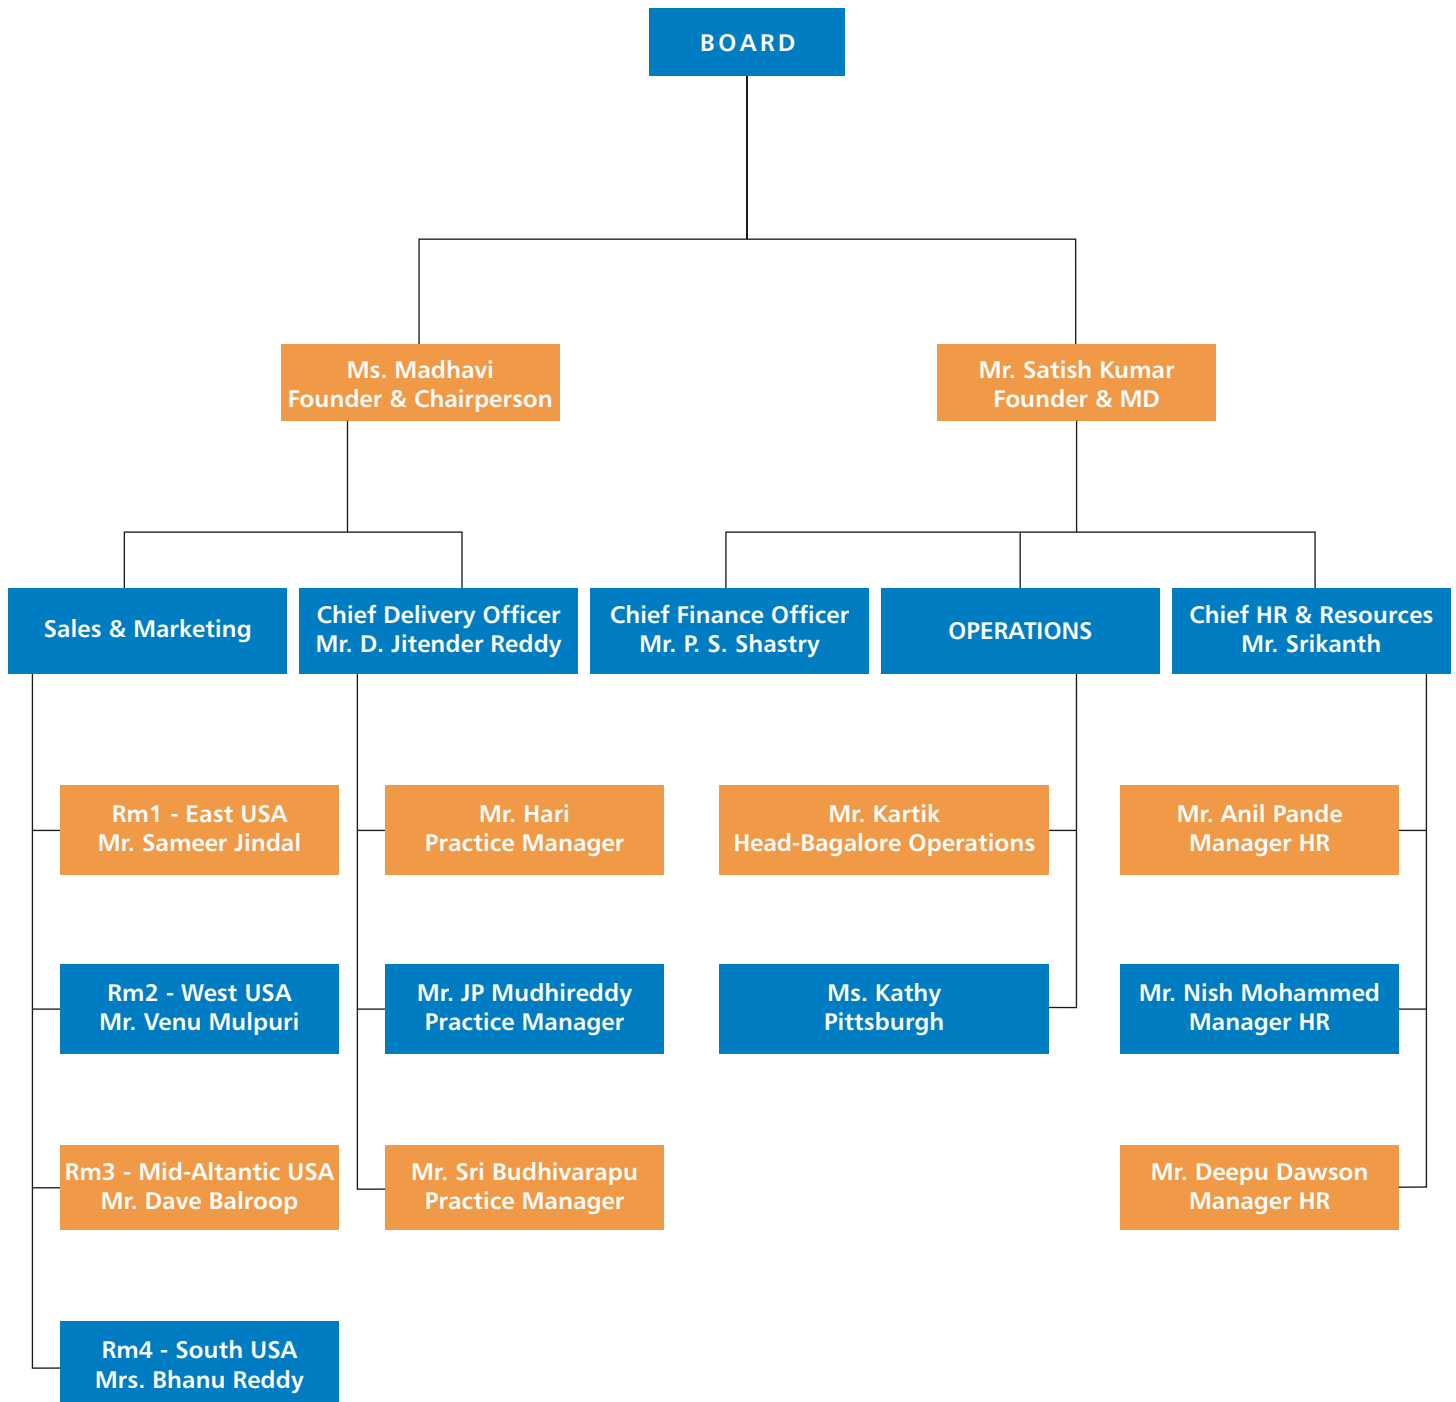 BOARD
Ms. Madhavi
Founder & Chairperson
Mr. Satish Kumar
Founder & MD
Sales & Marketing
Chief Delivery Officer
Mr. D. Jitender Reddy
Chief Finance Officer
Mr. P. S. Shastry
OPERATIONS
Chief HR & Resources
Mr. Srikanth
Rm1 - East USA
Mr. Sameer Jindal
Mr. Hari
Practice Manager
Mr. Kartik
Head-Bagalore Operations
Mr. Anil Pande
Manager HR
Rm2 - West USA
Mr. Venu Mulpuri
Mr. JP Mudhireddy
Practice Manager
Ms. Kathy
Pittsburgh
Mr. Nish Mohammed
Manager HR
Rm3 - Mid-Altantic USA
Mr. Dave Balroop
Mr. Sri Budhivarapu
Practice Manager
Mr. Deepu Dawson
Manager HR
Rm4 - South USA
Mrs. Bhanu Reddy